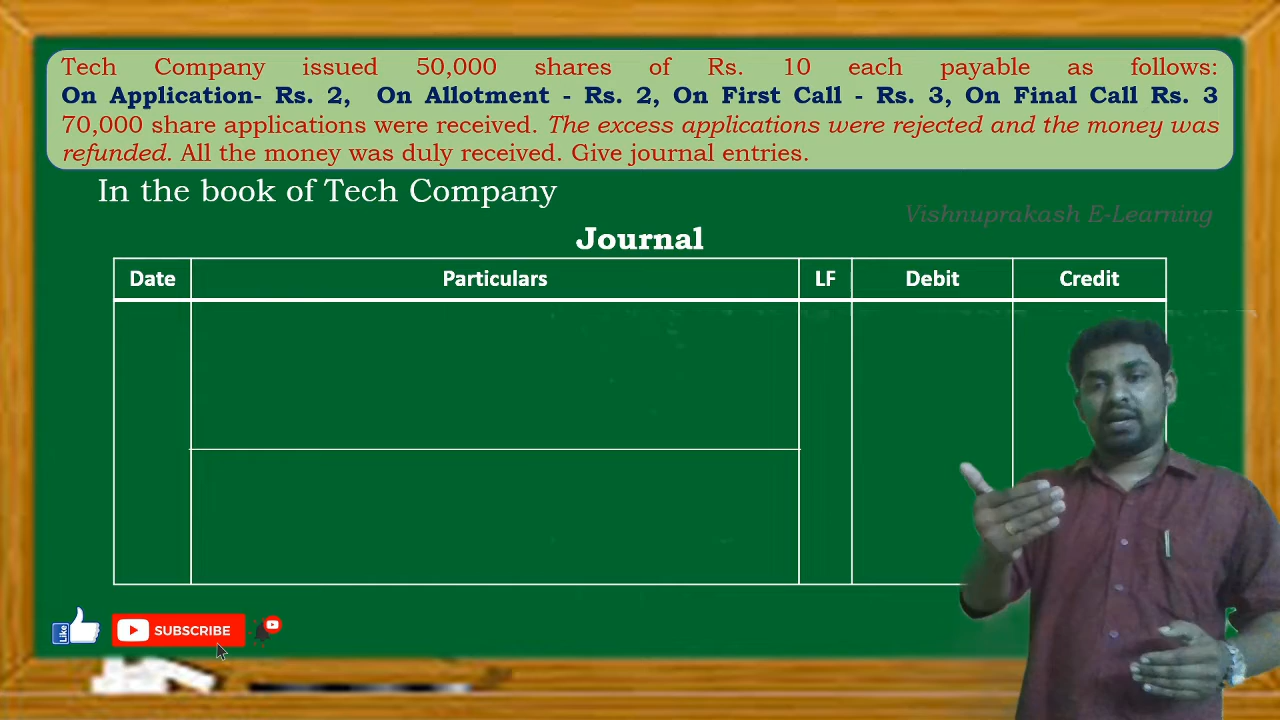 Tech Company issued 50,000 shares of Rs. 10 each payable as follows:
On Application- Rs. 2, On Allotment - Rs. 2, On First Call - Rs. 3, On Final Call Rs. 3
70,000 share applications were received. The excess applications were rejected and the money was
refunded. All the money was duly received. Give journal entries.
In the book of Tech Company
Vishnuprakash E-Learning
Journal
Date Particulars LF Debit Credit
Like
SUBSCRIBE